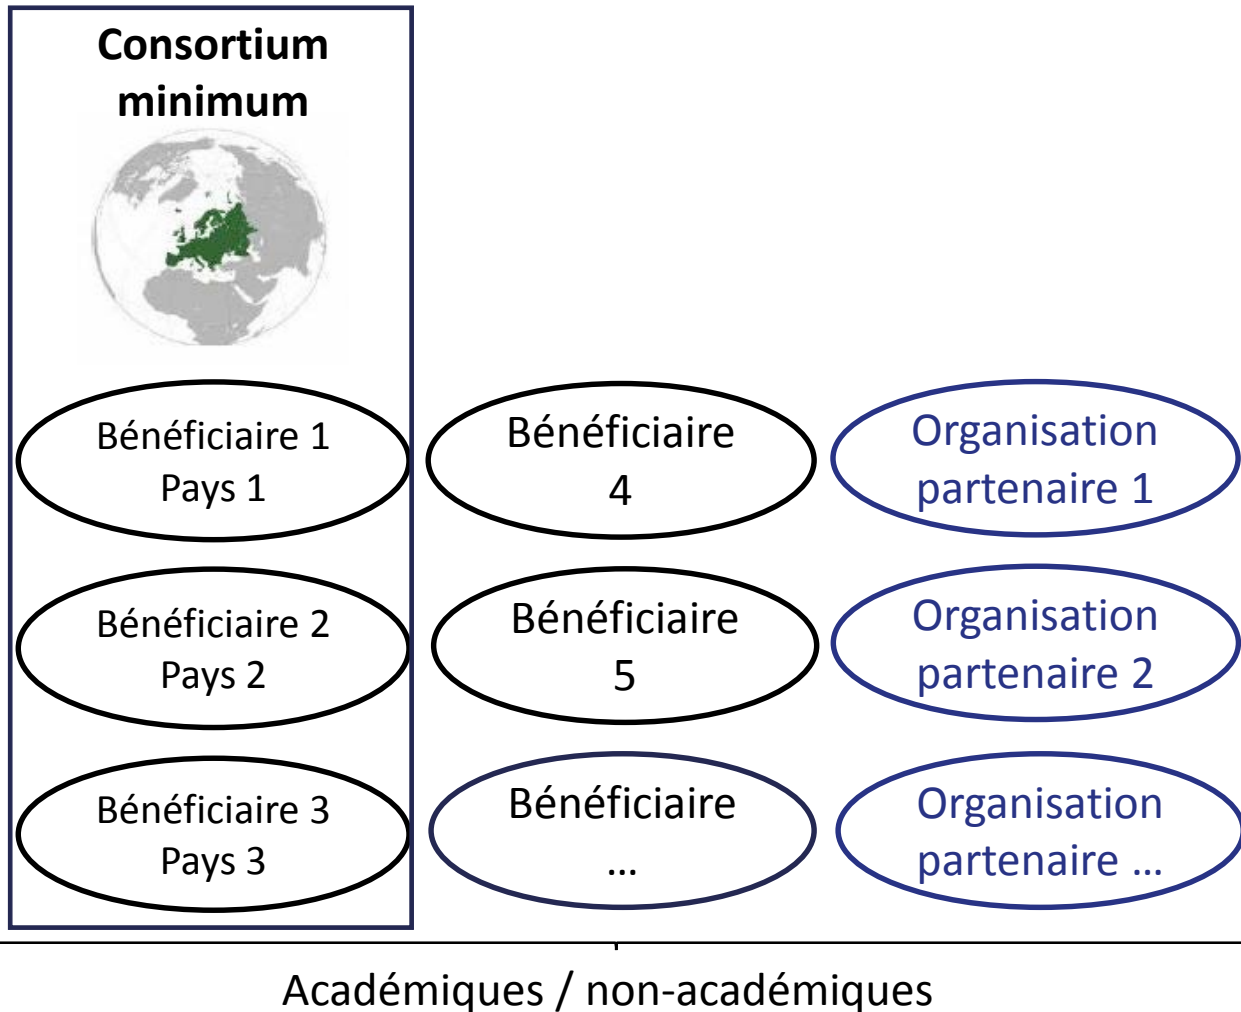 Consortium
minimum
Bénéficiaire 1
Pays 1
Bénéficiaire 2
Pays 2
Bénéficiaire 3
Pays 3
Bénéficiaire
4
Bénéficiaire
5
Bénéficiaire
...
Organisation
partenaire 1
Organisation
partenaire 2
Organisation
partenaire ...
Académiques / non-académiques